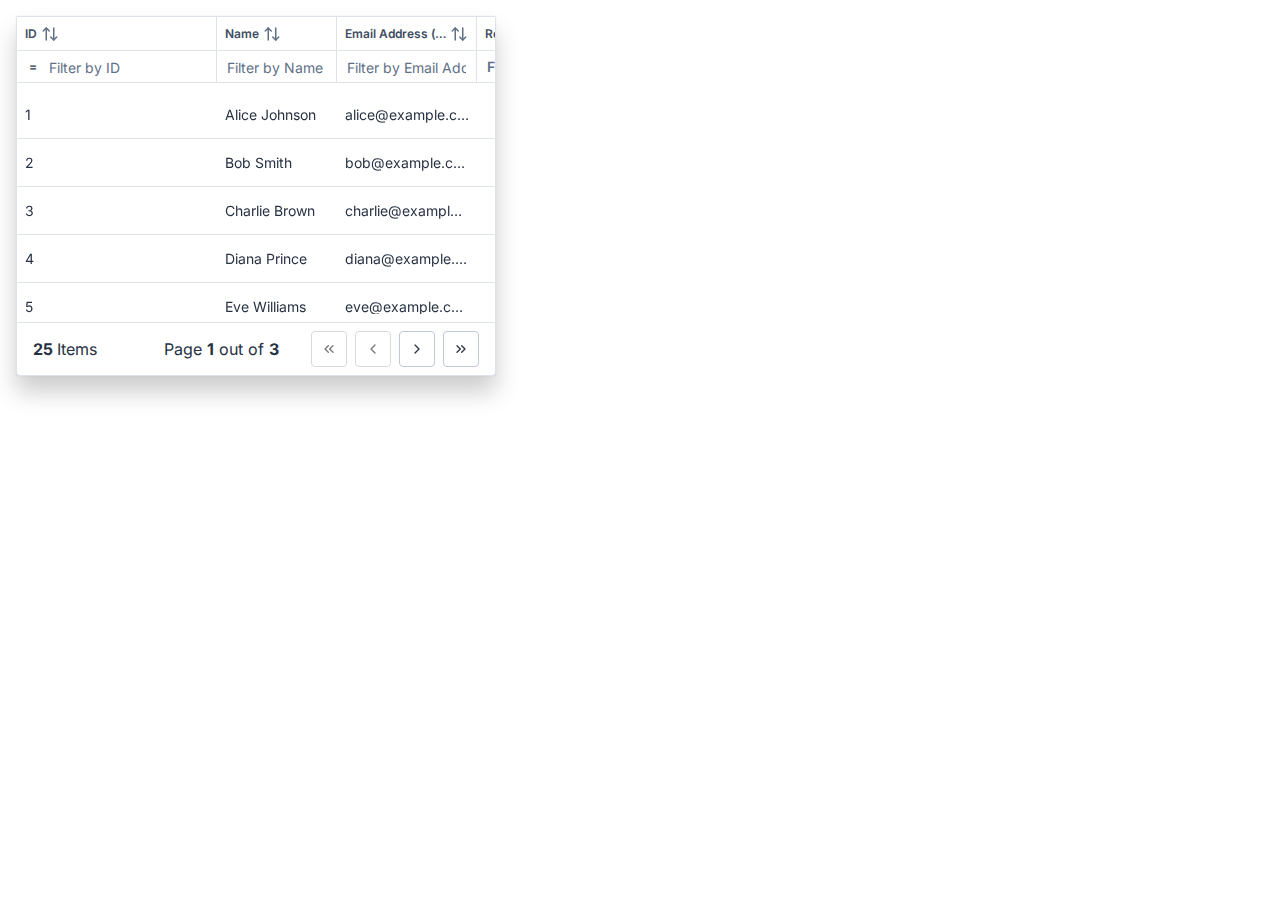 ID Name Email Address (... Re
= Filter by ID Filter by Name Filter by Email Add F
1 Alice Johnson alice@example.c...
2 Bob Smith bob@example.c...
3 Charlie Brown charlie@exampl...
4 Diana Prince diana@example....
5 Eve Williams eve@example.c...
25 Items Page 1 out of 3